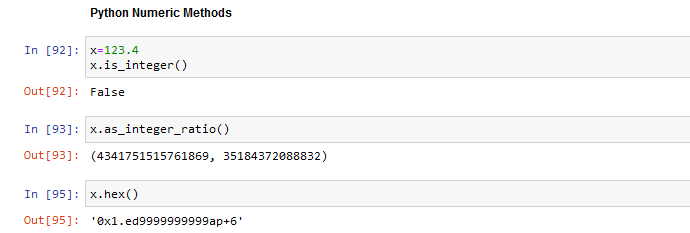 Python Numeric Methods
In [92]: x=123.4
x.is_integer()
Out[92]: False
In [93]: x.as_integer_ratio()
Out[93]: (4341751515761869, 35184372088832)
In [95]: x.hex()
Out[95]: '0x1.ed9999999999ap+6'